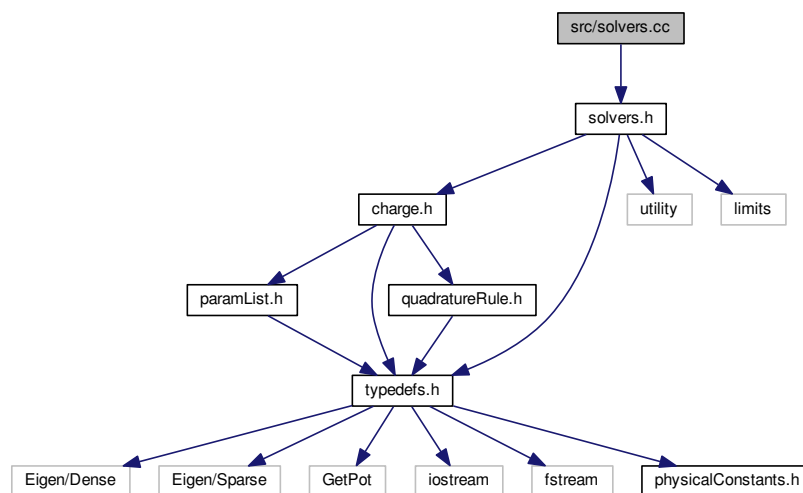 src/solvers.cc
solvers.h
charge.h
utility
limits
paramList.h
quadratureRule.h
typedefs.h
Eigen/Dense
Eigen/Sparse
GetPot
iostream
fstream
physicalConstants.h